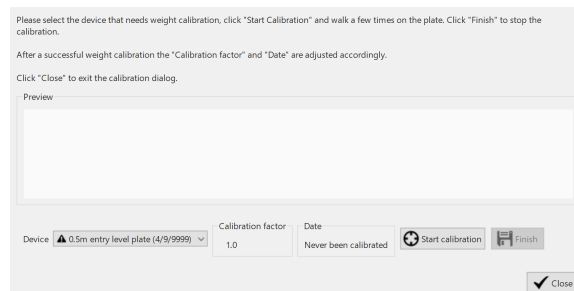 Please select the device that needs weight calibration, click "Start Calibration" and walk a few times on the plate. Click "Finish" to stop the
calibration.
After a successful weight calibration the "Calibration factor" and "Date" are adjusted accordingly.
Click "Close" to exit the calibration dialog.
Preview
Calibration factor
Date
Device
0.5m entry level plate (4/9/9999)
1.0
Never been calibrated
Start calibration
Finish
Close